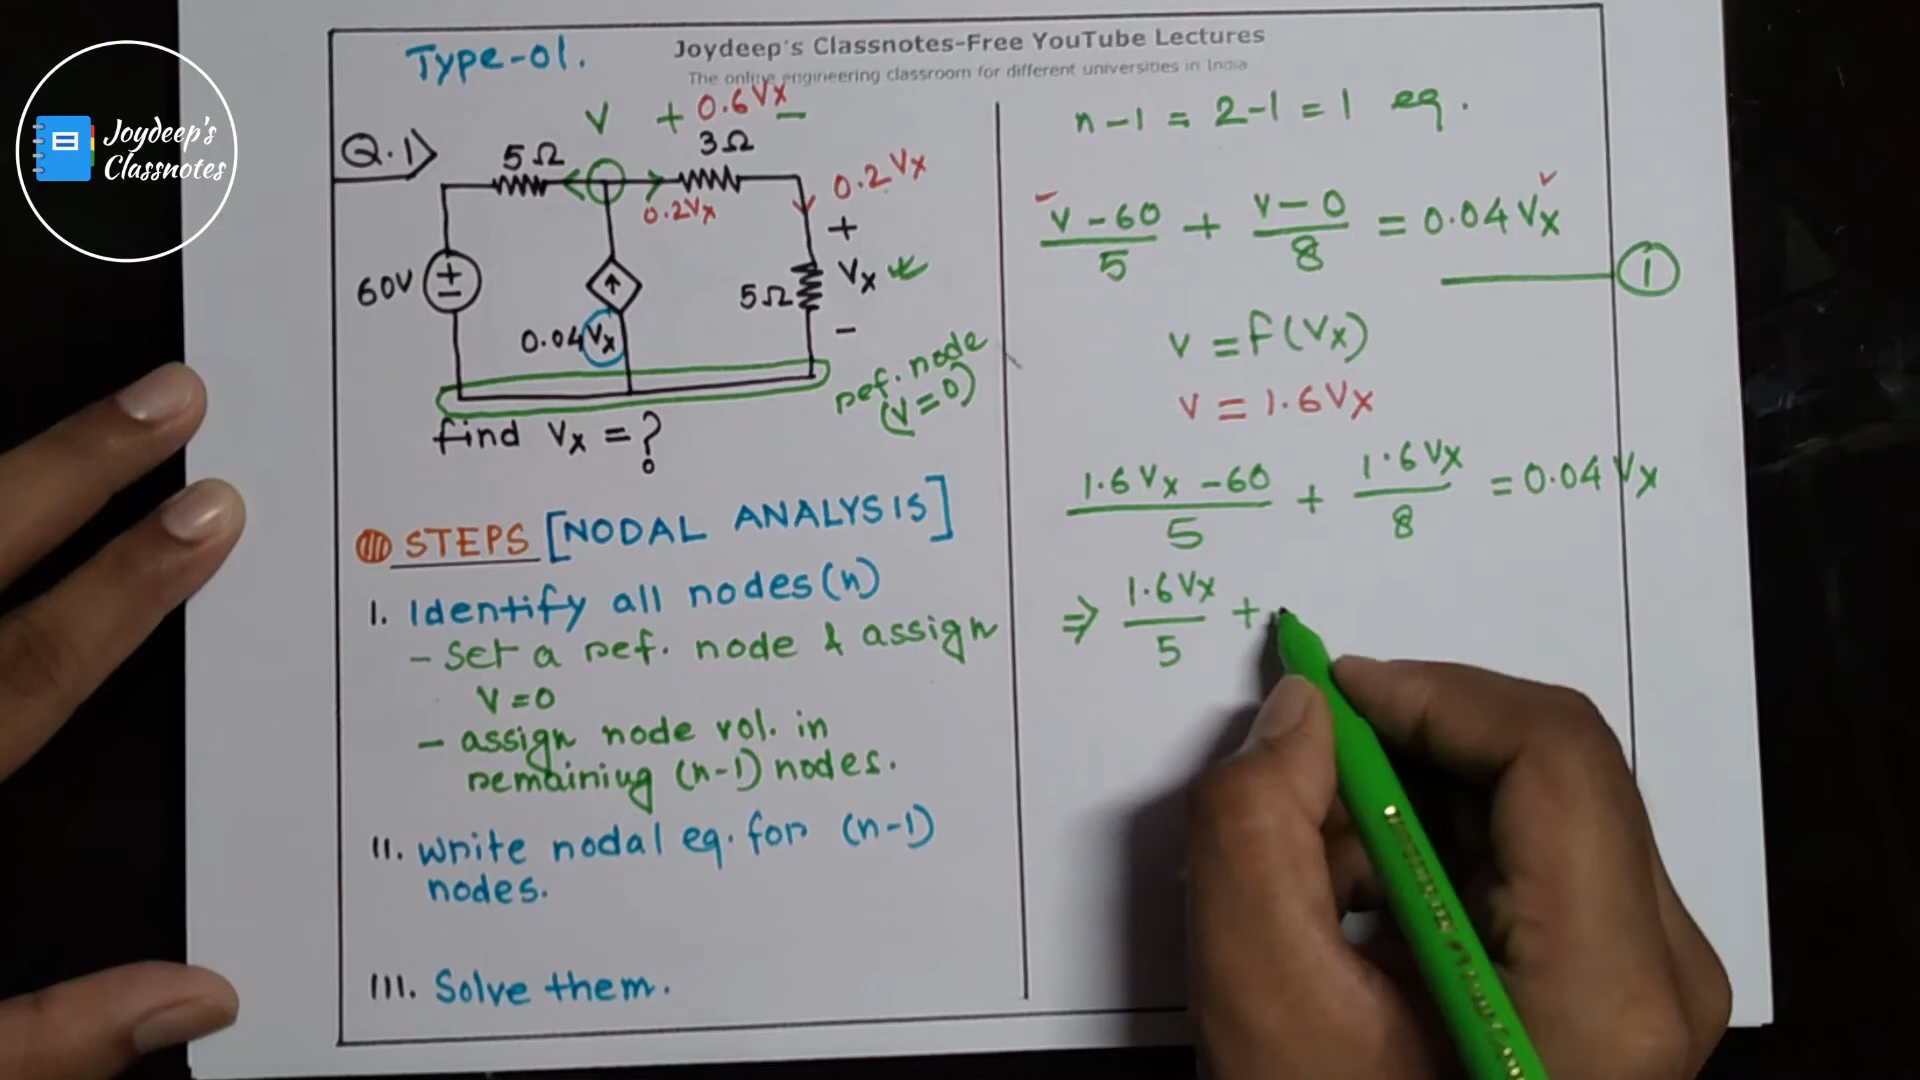 Joydeep's
Classnotes
Type-01.
Joydeep's Classnotes-Free YouTube Lectures
The online engineering classroom for different universities in India
Q.1
V + 0.6Vx −
5Ω
3Ω
0.2Vx
0.2Vx
+
60V
+
−
Vx
5Ω
0.04Vx
−
ref. node
(V=0)
find Vx = ?
III STEPS [NODAL ANALYSIS]
I. Identify all nodes(n)
- Set a ref. node & assign
V=0
- assign node vol. in
remaining (n-1) nodes.
II. Write nodal eq. for (n-1)
nodes.
III. Solve them.
n-1 = 2-1 = 1 eq.
V-60/5 + V-0/8 = 0.04Vx
1
V = f(Vx)
V = 1.6Vx
1.6Vx-60/5 + 1.6Vx/8 = 0.04Vx
⇒ 1.6Vx/5 +